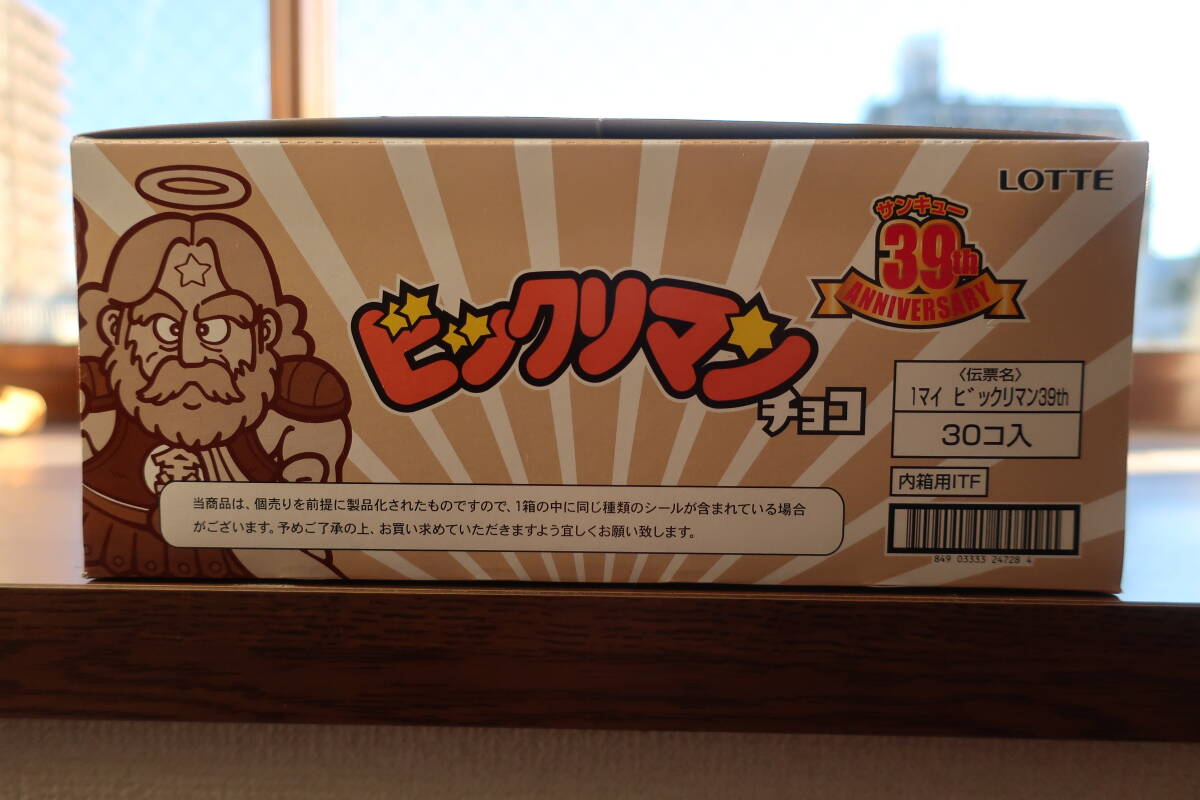 LOTTE
サンキュー
39th
ANNIVERSARY
ビックリマン
チョコ
〈伝票名〉
1マイ ビックリマン39th
30コ入
内箱用ITF
849 03333 24728 4
当商品は、個売りを前提に製品化されたものですので、1箱の中に同じ種類のシールが含まれている場合
がございます。予めご了承の上、お買い求めていただきますよう宜しくお願い致します。